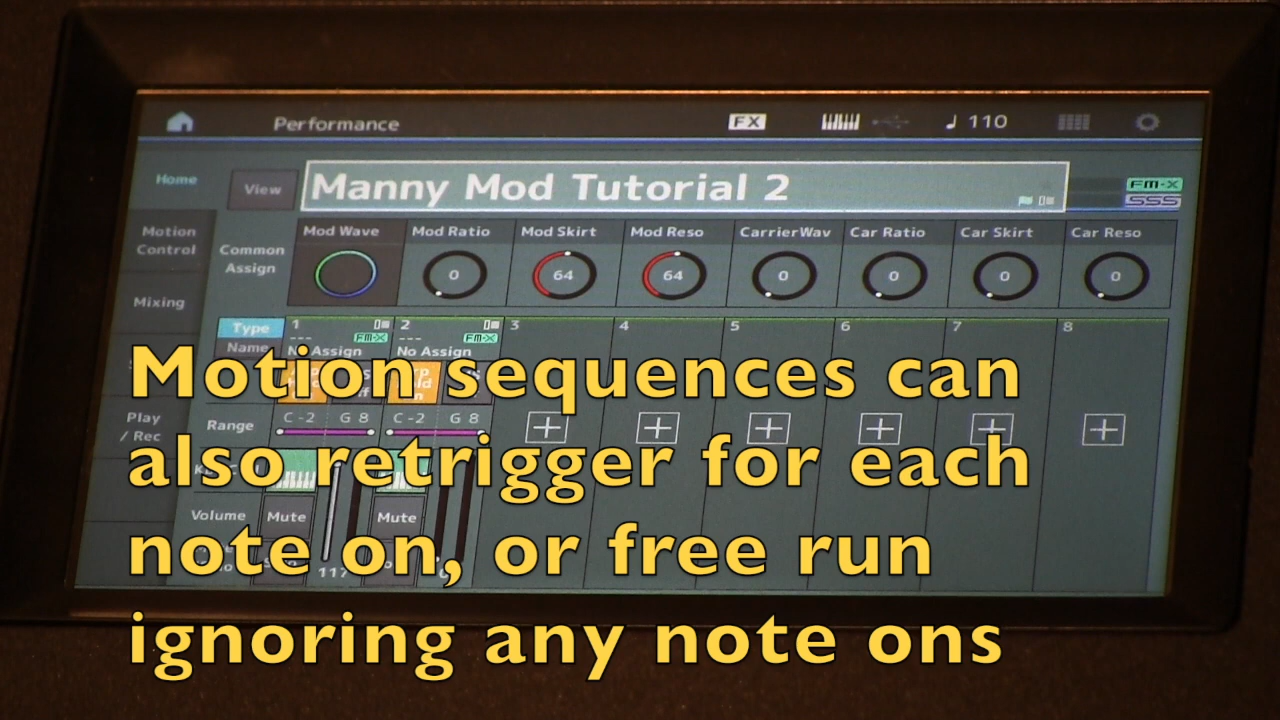 Performance
FX
110
Home
View
Manny Mod Tutorial 2
FM-X
SSS
Motion
Control
Common
Assign
Mod Wave
Mod Ratio
Mod Skirt
Mod Reso
CarrierWav
Car Ratio
Car Skirt
Car Reso
0
64
64
0
0
0
0
Mixing
Type
Name
1
2
3
4
5
6
7
8
---
FM-X
---
FM-X
No Assign
No Assign
Play
/ Rec
Range
C -2
G 8
C -2
G 8
Volume
Mute
Mute
Motion sequences can
also retrigger for each
note on, or free run
ignoring any note ons